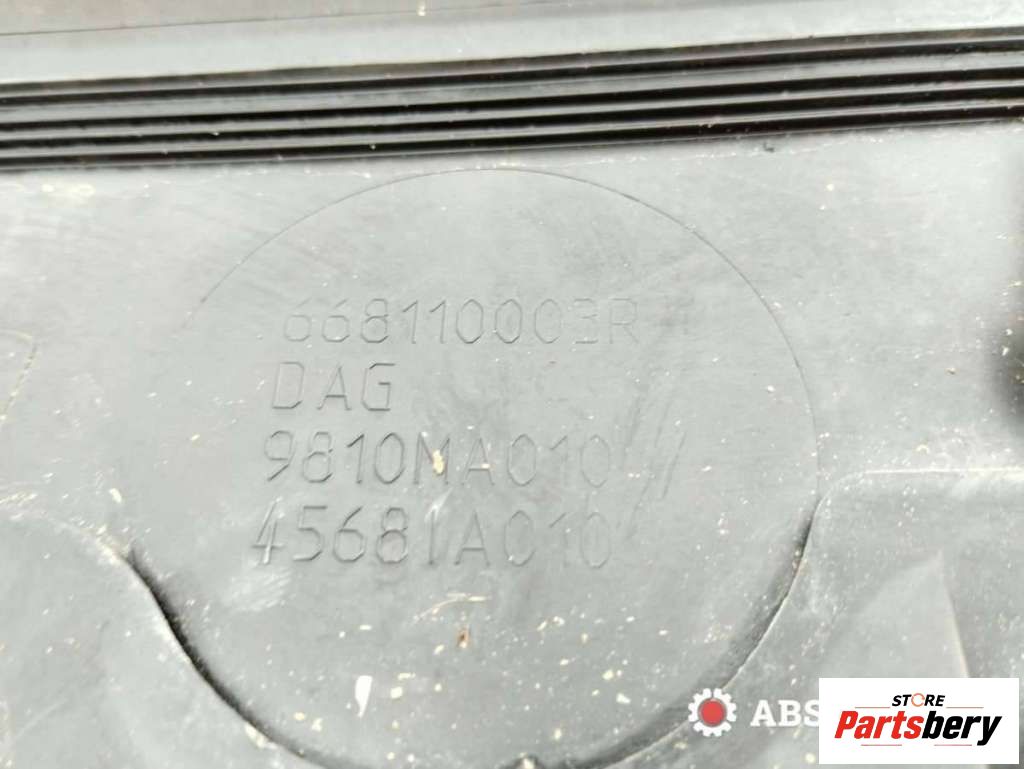 668110003R
DAG
9810MA010
45681A010
ABS
STORE
Partsbery